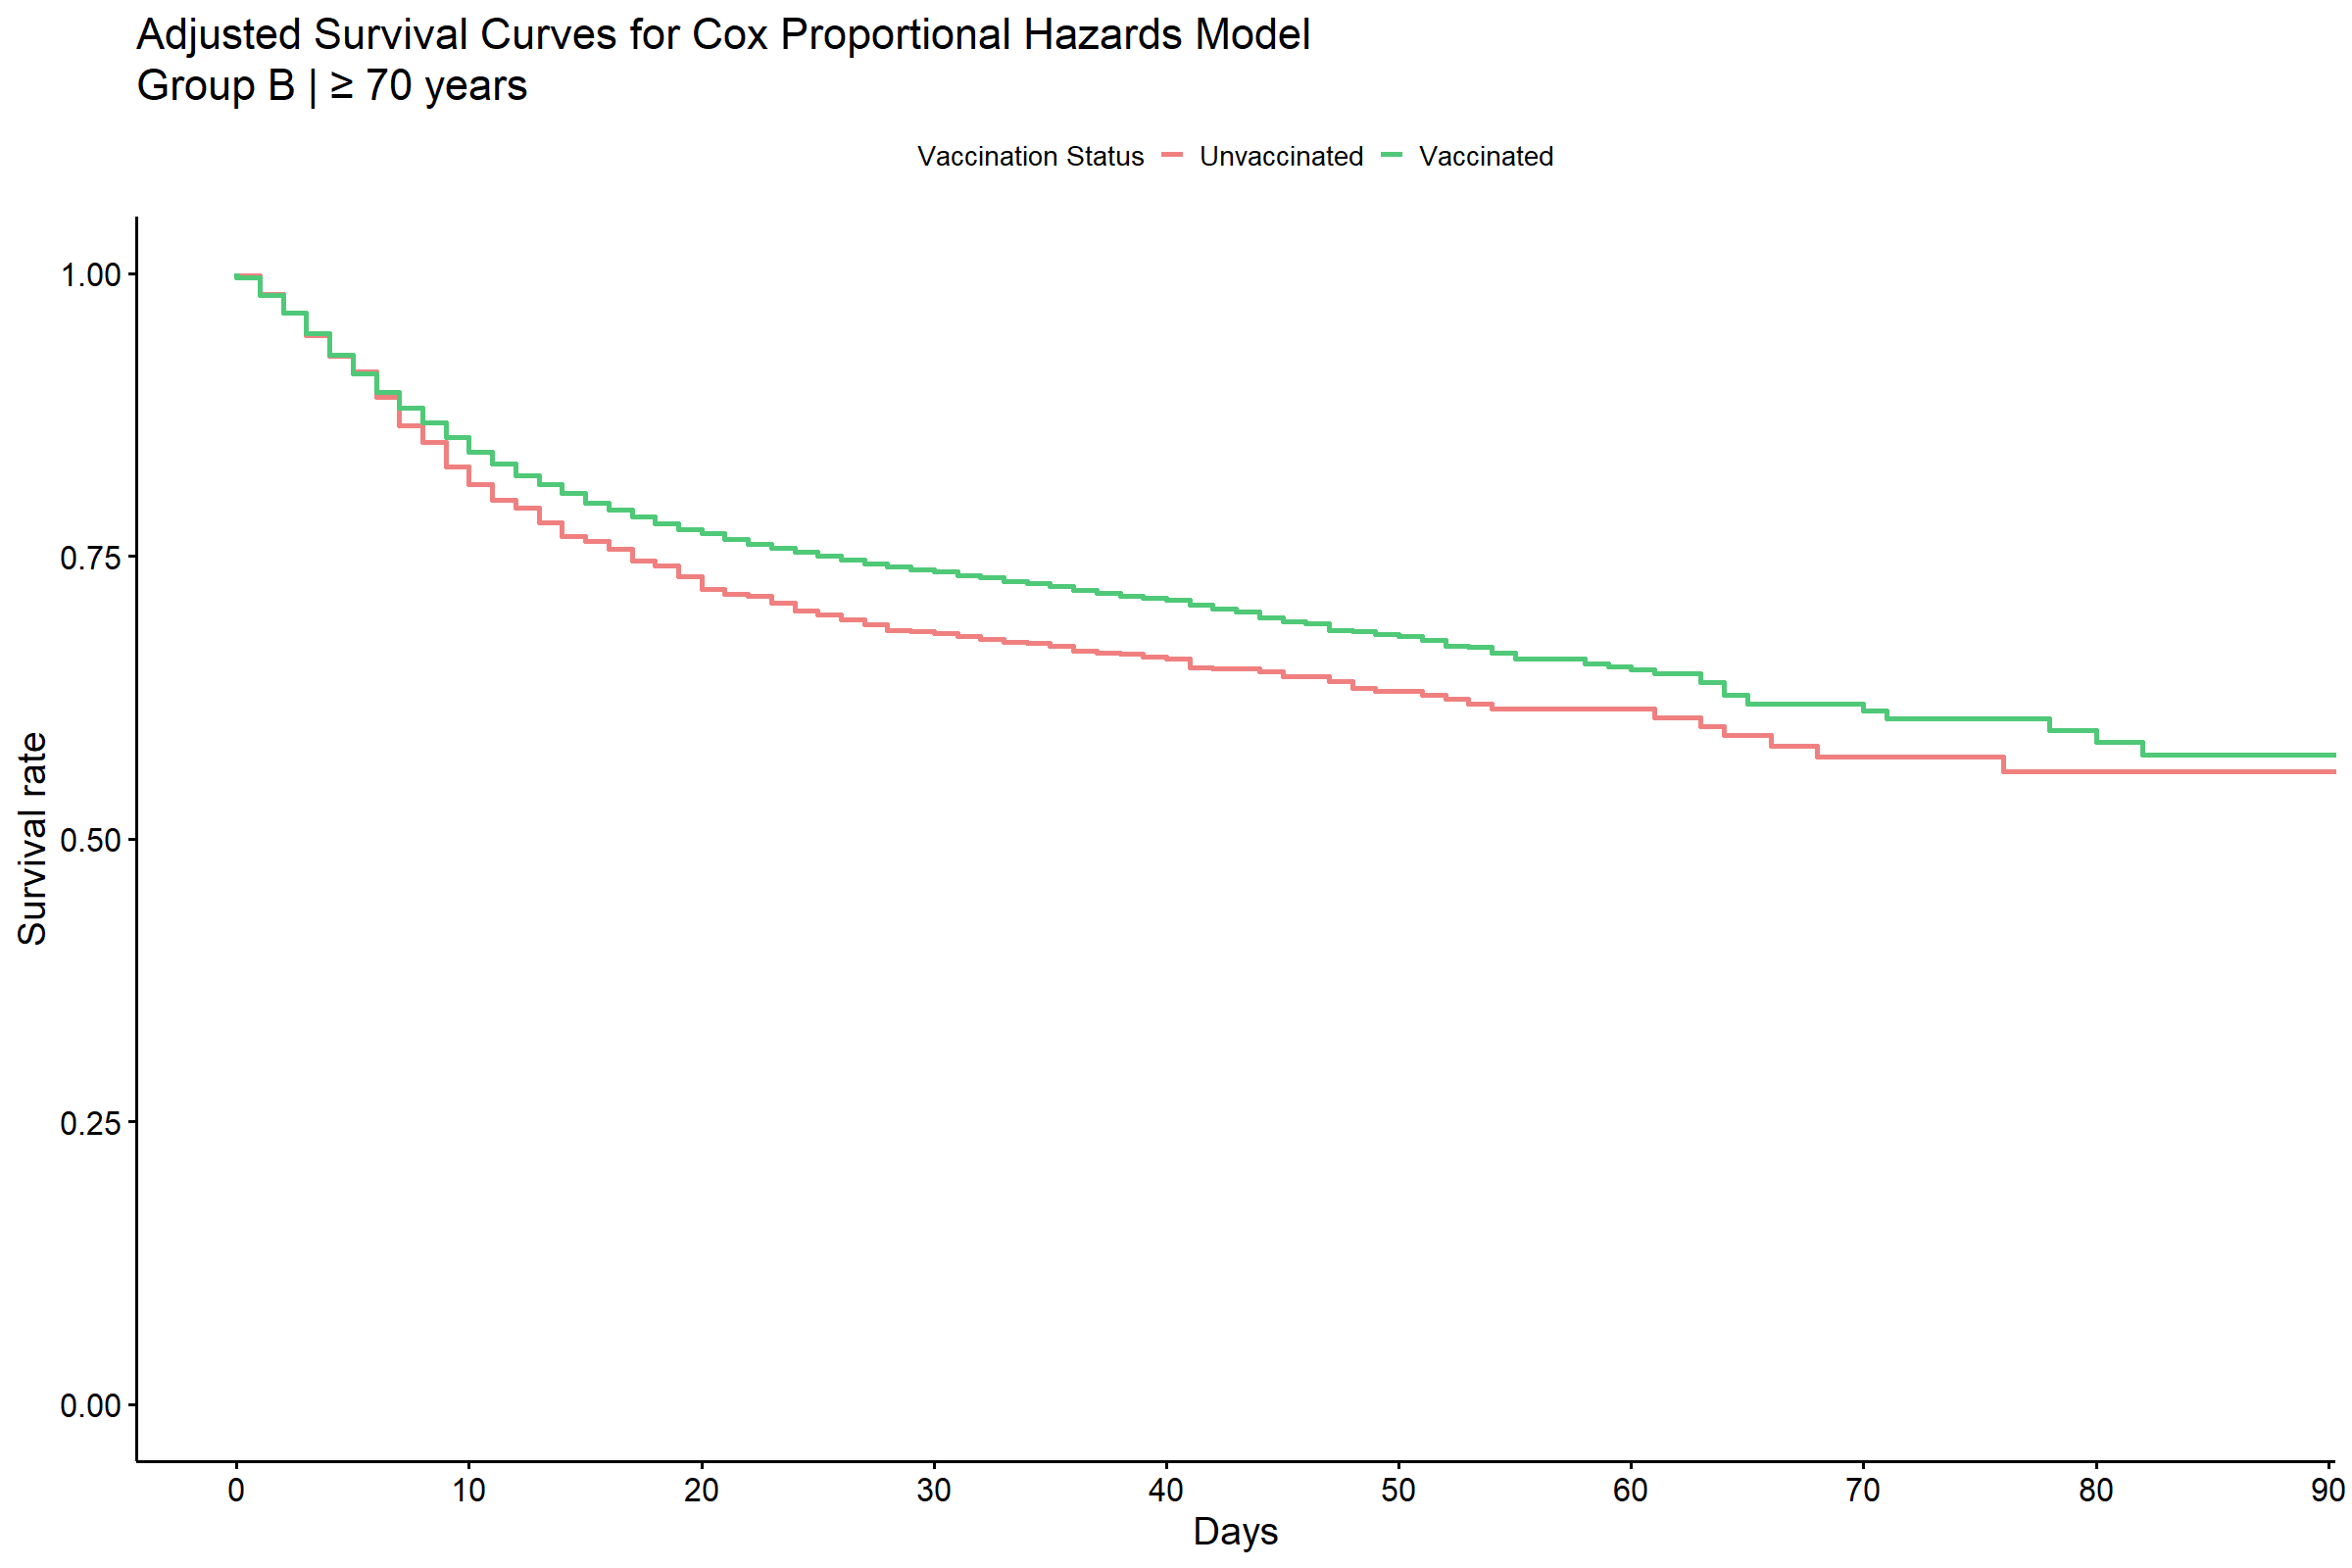 Adjusted Survival Curves for Cox Proportional Hazards Model
Group B | ≥ 70 years
Vaccination Status Unvaccinated Vaccinated
1.00
0.75
0.50
0.25
0.00
Survival rate
0 10 20 30 40 50 60 70 80 90
Days